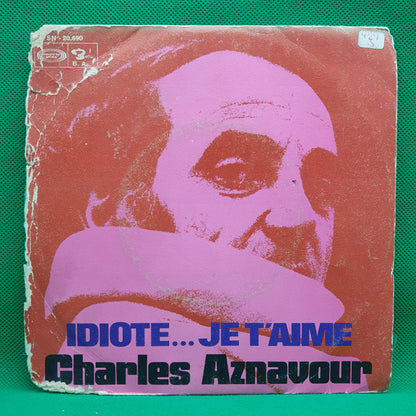 SN - 20.690
B. A.
IDIOTE... JE T'AIME
Charles Aznavour